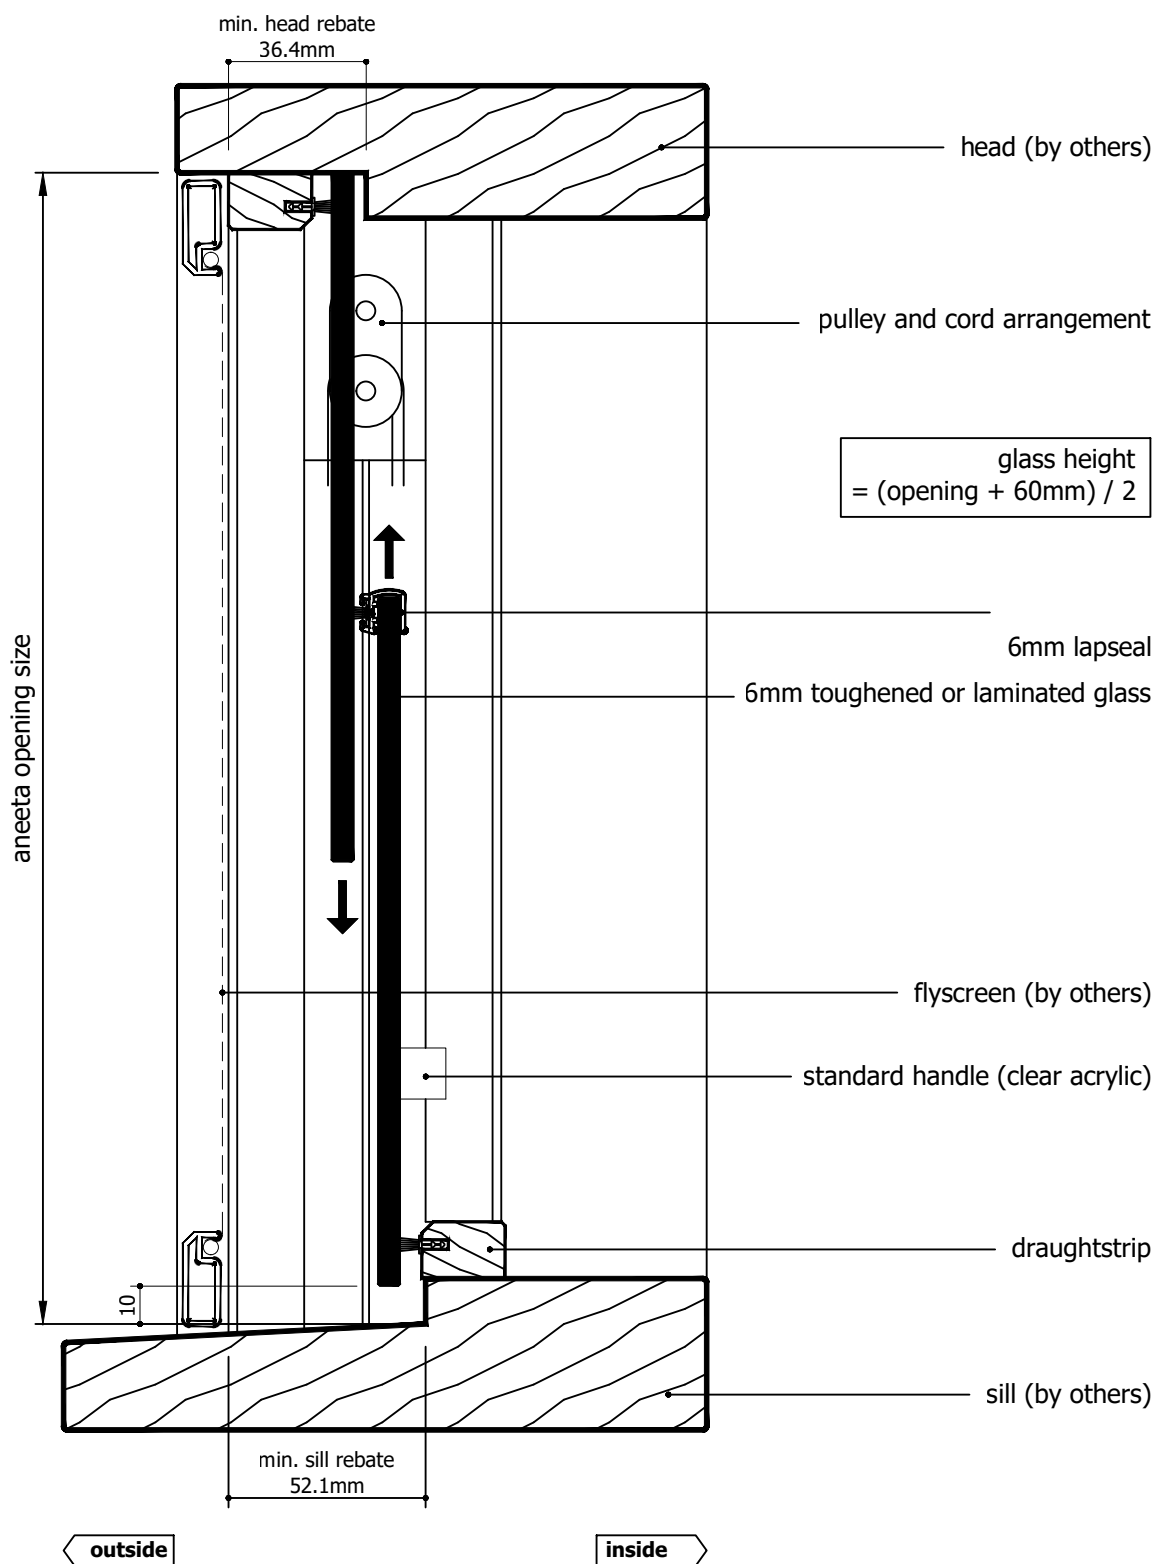 min. head rebate
36.4mm
head (by others)
pulley and cord arrangement
glass height
= (opening + 60mm) / 2
6mm lapseal
6mm toughened or laminated glass
aneeta opening size
flyscreen (by others)
standard handle (clear acrylic)
draughtstrip
10
sill (by others)
min. sill rebate
52.1mm
outside
inside